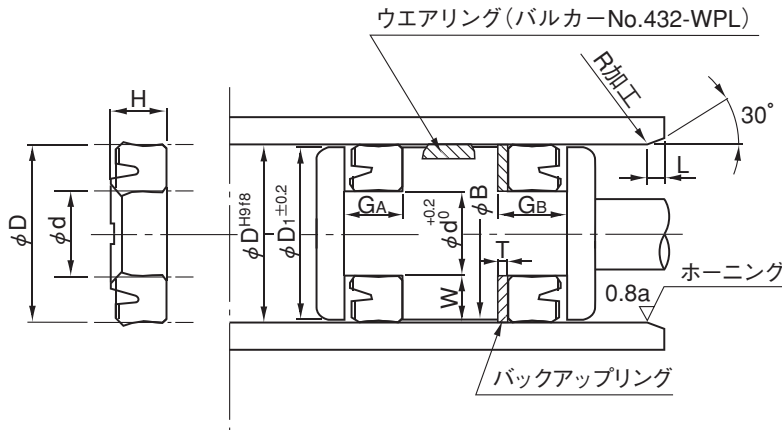 ウエアリング(バルカーNo.432-WPL)
R加工
30°
H
L
φD
φd
φD H9f8
φD1 ±0.2
GA
+0.2
φd 0
φB
GB
T
W
0.8a
ホーニング
バックアップリング